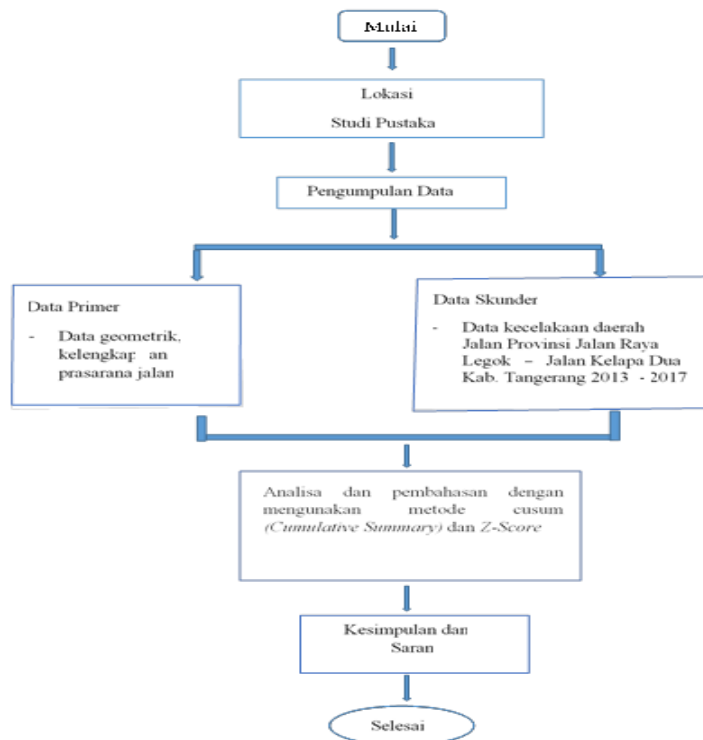 Mulai
Lokasi
Studi Pustaka
Pengumpulan Data
Data Primer
- Data geometrik,
kelengkap an
prasarana jalan
Data Skunder
- Data kecelakaan daerah
Jalan Provinsi Jalan Raya
Legok – Jalan Kelapa Dua
Kab. Tangerang 2013 - 2017
Analisa dan pembahasan dengan
mengunakan metode cusum
(Cumulative Summary) dan Z-Score
Kesimpulan dan
Saran
Selesai